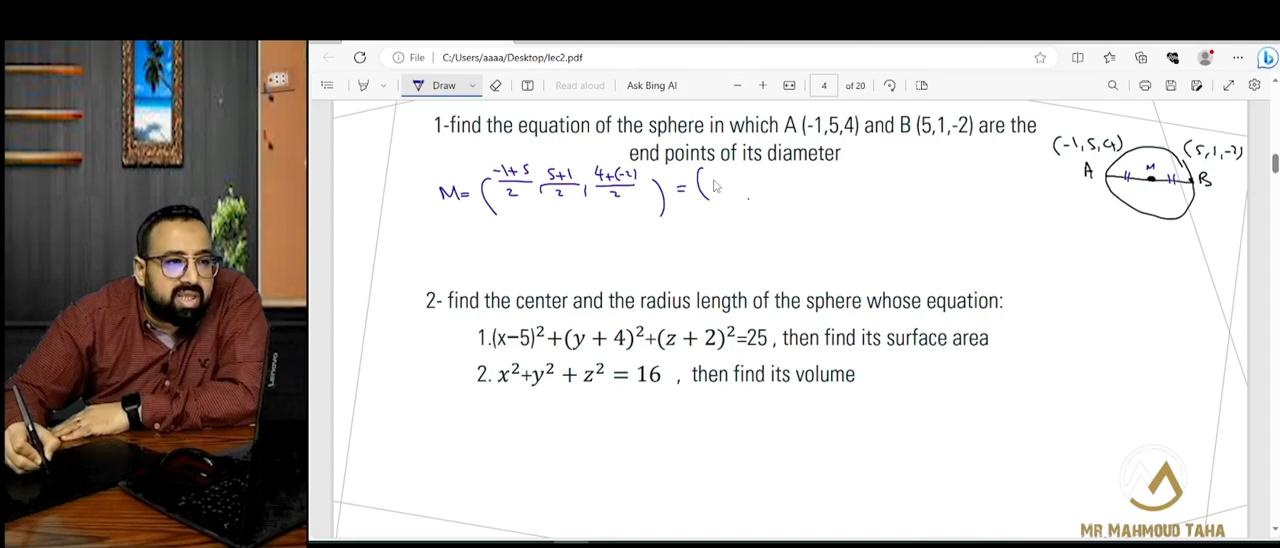 File C:/Users/aaaa/Desktop/lec2.pdf
Draw Read aloud Ask Bing AI 4 of 20
1-find the equation of the sphere in which A (-1,5,4) and B (5,1,-2) are the
end points of its diameter
(-1,5,4) (5,1,-2)
A M B
M= ( -1+5/2 , 5+1/2 , 4+(-2)/2 ) = (
2- find the center and the radius length of the sphere whose equation:
1.(x−5)²+(y + 4)²+(z + 2)²=25 , then find its surface area
2. x²+y² + z² = 16 , then find its volume
Lenovo
MR.MAHMOUD TAHA